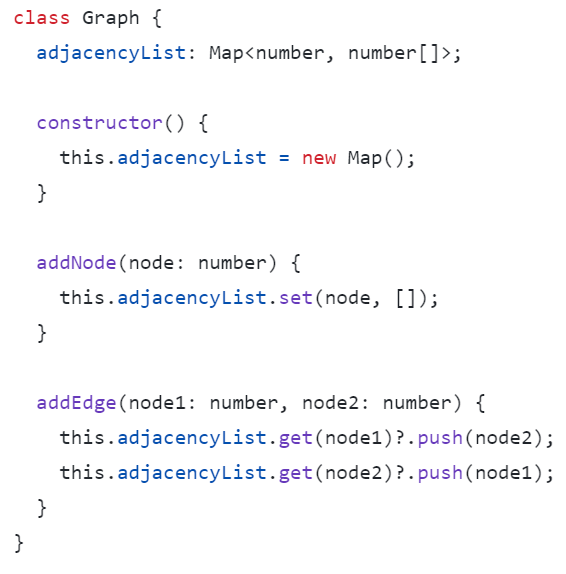 class Graph {
  adjacencyList: Map<number, number[]>;

  constructor() {
    this.adjacencyList = new Map();
  }

  addNode(node: number) {
    this.adjacencyList.set(node, []);
  }

  addEdge(node1: number, node2: number) {
    this.adjacencyList.get(node1)?.push(node2);
    this.adjacencyList.get(node2)?.push(node1);
  }
}